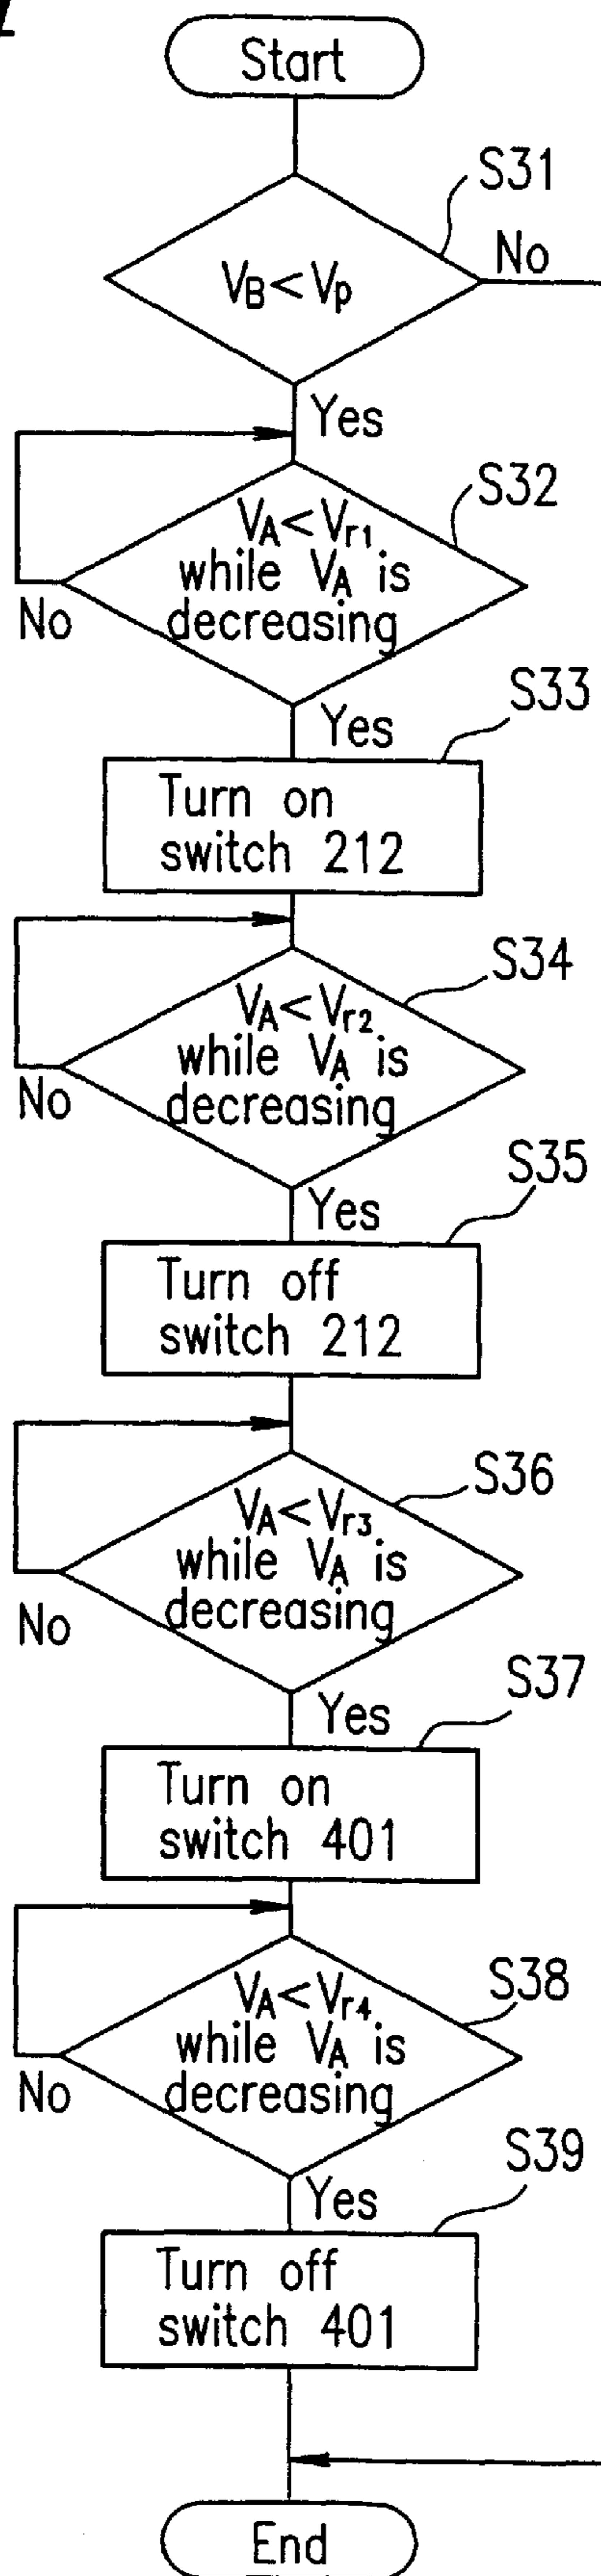 Start
S31
V_B<V_p
No
Yes
S32
V_A<V_r1
while V_A is
decreasing
No
Yes
S33
Turn on
switch 212
S34
V_A<V_r2
while V_A is
decreasing
No
Yes
S35
Turn off
switch 212
S36
V_A<V_r3
while V_A is
decreasing
No
Yes
S37
Turn on
switch 401
S38
V_A<V_r4
while V_A is
decreasing
No
Yes
S39
Turn off
switch 401
End